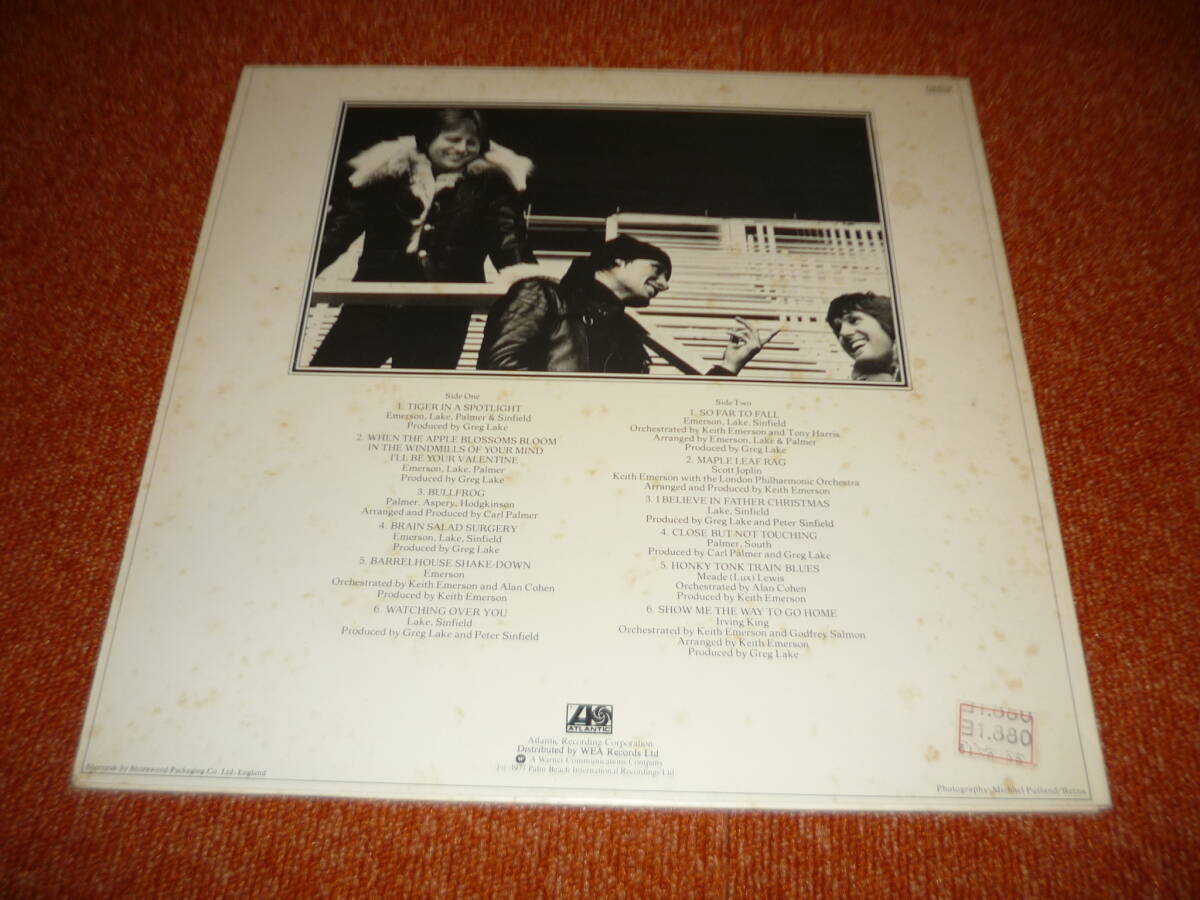 Side One
1. TIGER IN A SPOTLIGHT
Emerson, Lake, Palmer & Sinfield
Produced by Greg Lake
2. WHEN THE APPLE BLOSSOMS BLOOM
IN THE WINDMILLS OF YOUR MIND
I'LL BE YOUR VALENTINE
Emerson, Lake, Palmer
Produced by Greg Lake
3. BULLFROG
Palmer, Aspery, Hodgkinson
Arranged and Produced by Carl Palmer
4. BRAIN SALAD SURGERY
Emerson, Lake, Sinfield
Produced by Greg Lake
5. BARRELHOUSE SHAKE-DOWN
Emerson
Orchestrated by Keith Emerson and Alan Cohen
Produced by Keith Emerson
6. WATCHING OVER YOU
Lake, Sinfield
Produced by Greg Lake and Peter Sinfield
Side Two
1. SO FAR TO FALL
Emerson, Lake, Sinfield
Orchestrated by Keith Emerson and Tony Harris
Arranged by Emerson, Lake & Palmer
Produced by Greg Lake
2. MAPLE LEAF RAG
Scott Joplin
Keith Emerson with the London Philharmonic Orchestra
Arranged and Produced by Keith Emerson
3. I BELIEVE IN FATHER CHRISTMAS
Lake, Sinfield
Produced by Greg Lake and Peter Sinfield
4. CLOSE BUT NOT TOUCHING
Palmer, South
Produced by Carl Palmer and Greg Lake
5. HONKY TONK TRAIN BLUES
Meade (Lux) Lewis
Orchestrated by Alan Cohen
Produced by Keith Emerson
6. SHOW ME THE WAY TO GO HOME
Irving King
Orchestrated by Keith Emerson and Godfrey Salmon
Arranged by Keith Emerson
Produced by Greg Lake
ATLANTIC
Atlantic Recording Corporation
Distributed by WEA Records Ltd
A Warner Communications Company
1977 Palm Beach International Recordings Ltd
by Shorewood Packaging Co. Ltd. England
31.880
Photography: Michael Putland/Retna